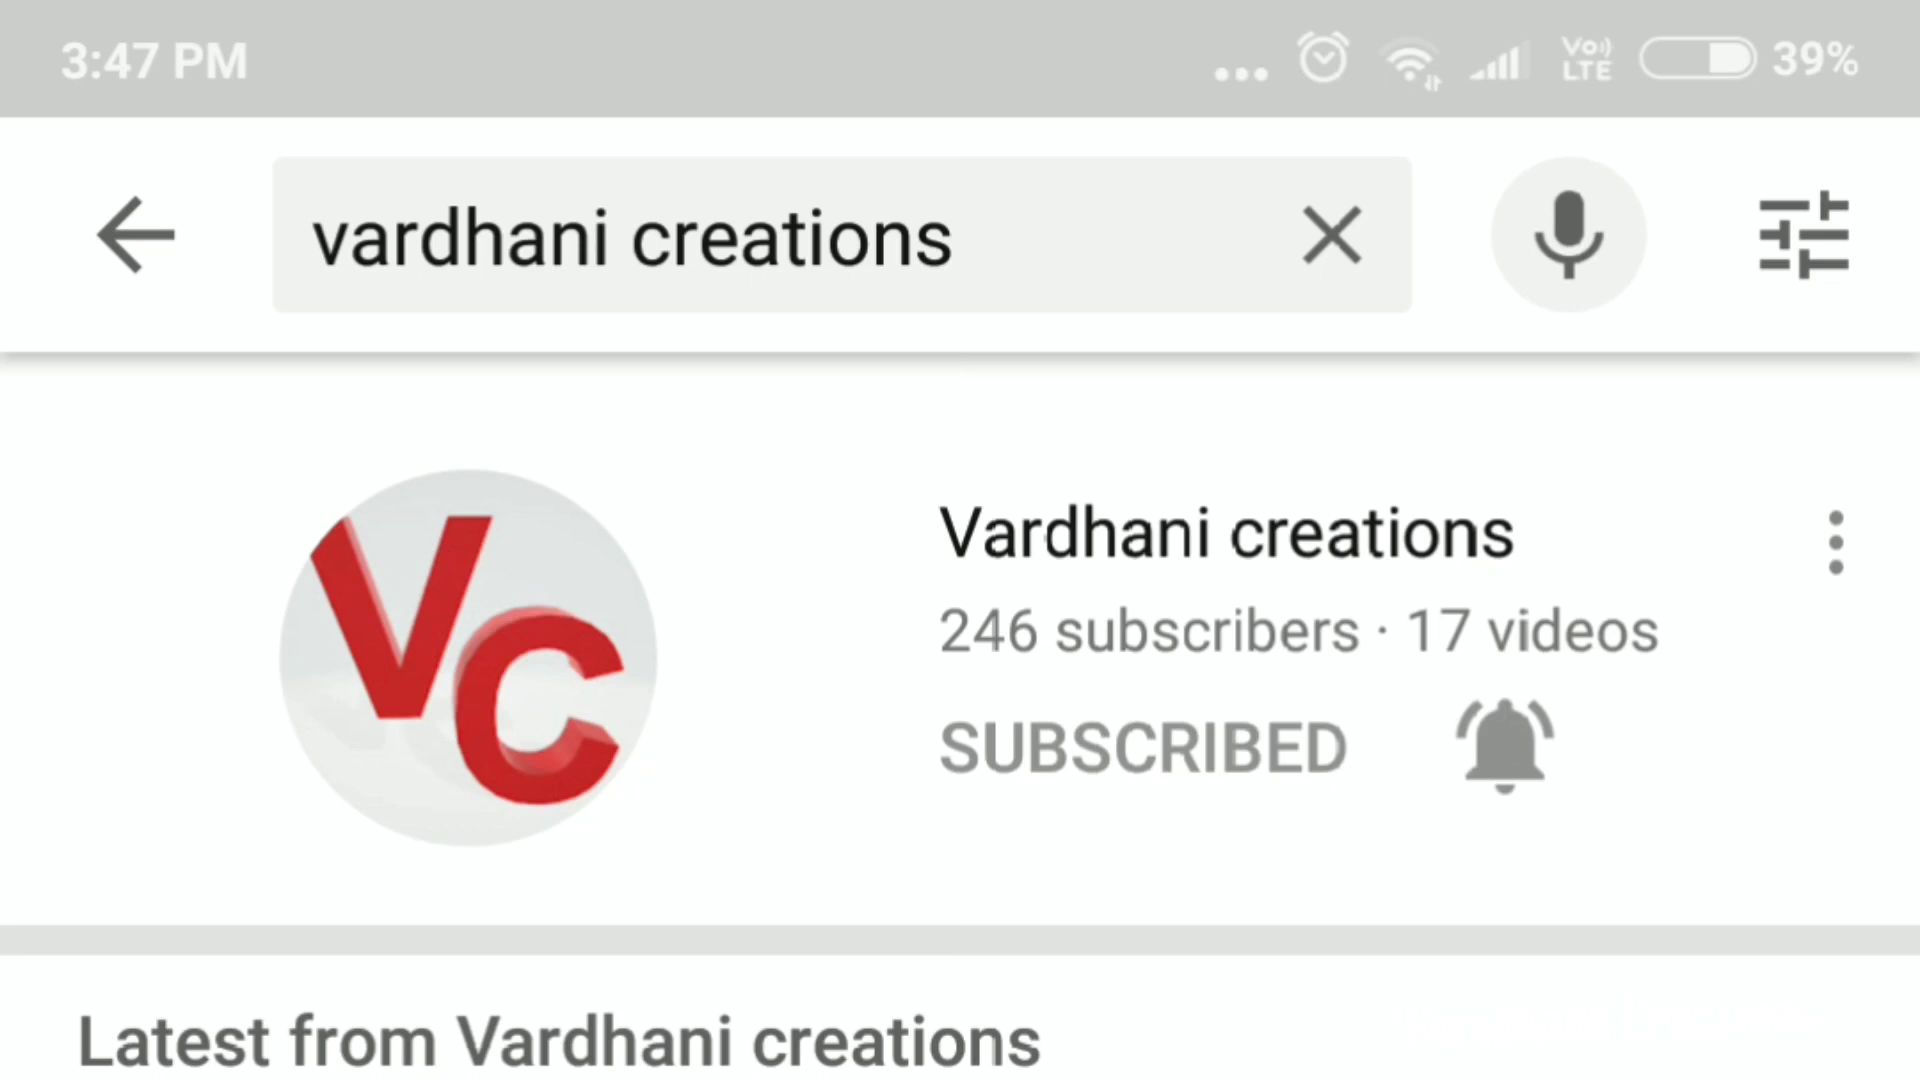 3:47 PM
Vo))
LTE
39%
vardhani creations
VC
Vardhani creations
246 subscribers · 17 videos
SUBSCRIBED
Latest from Vardhani creations